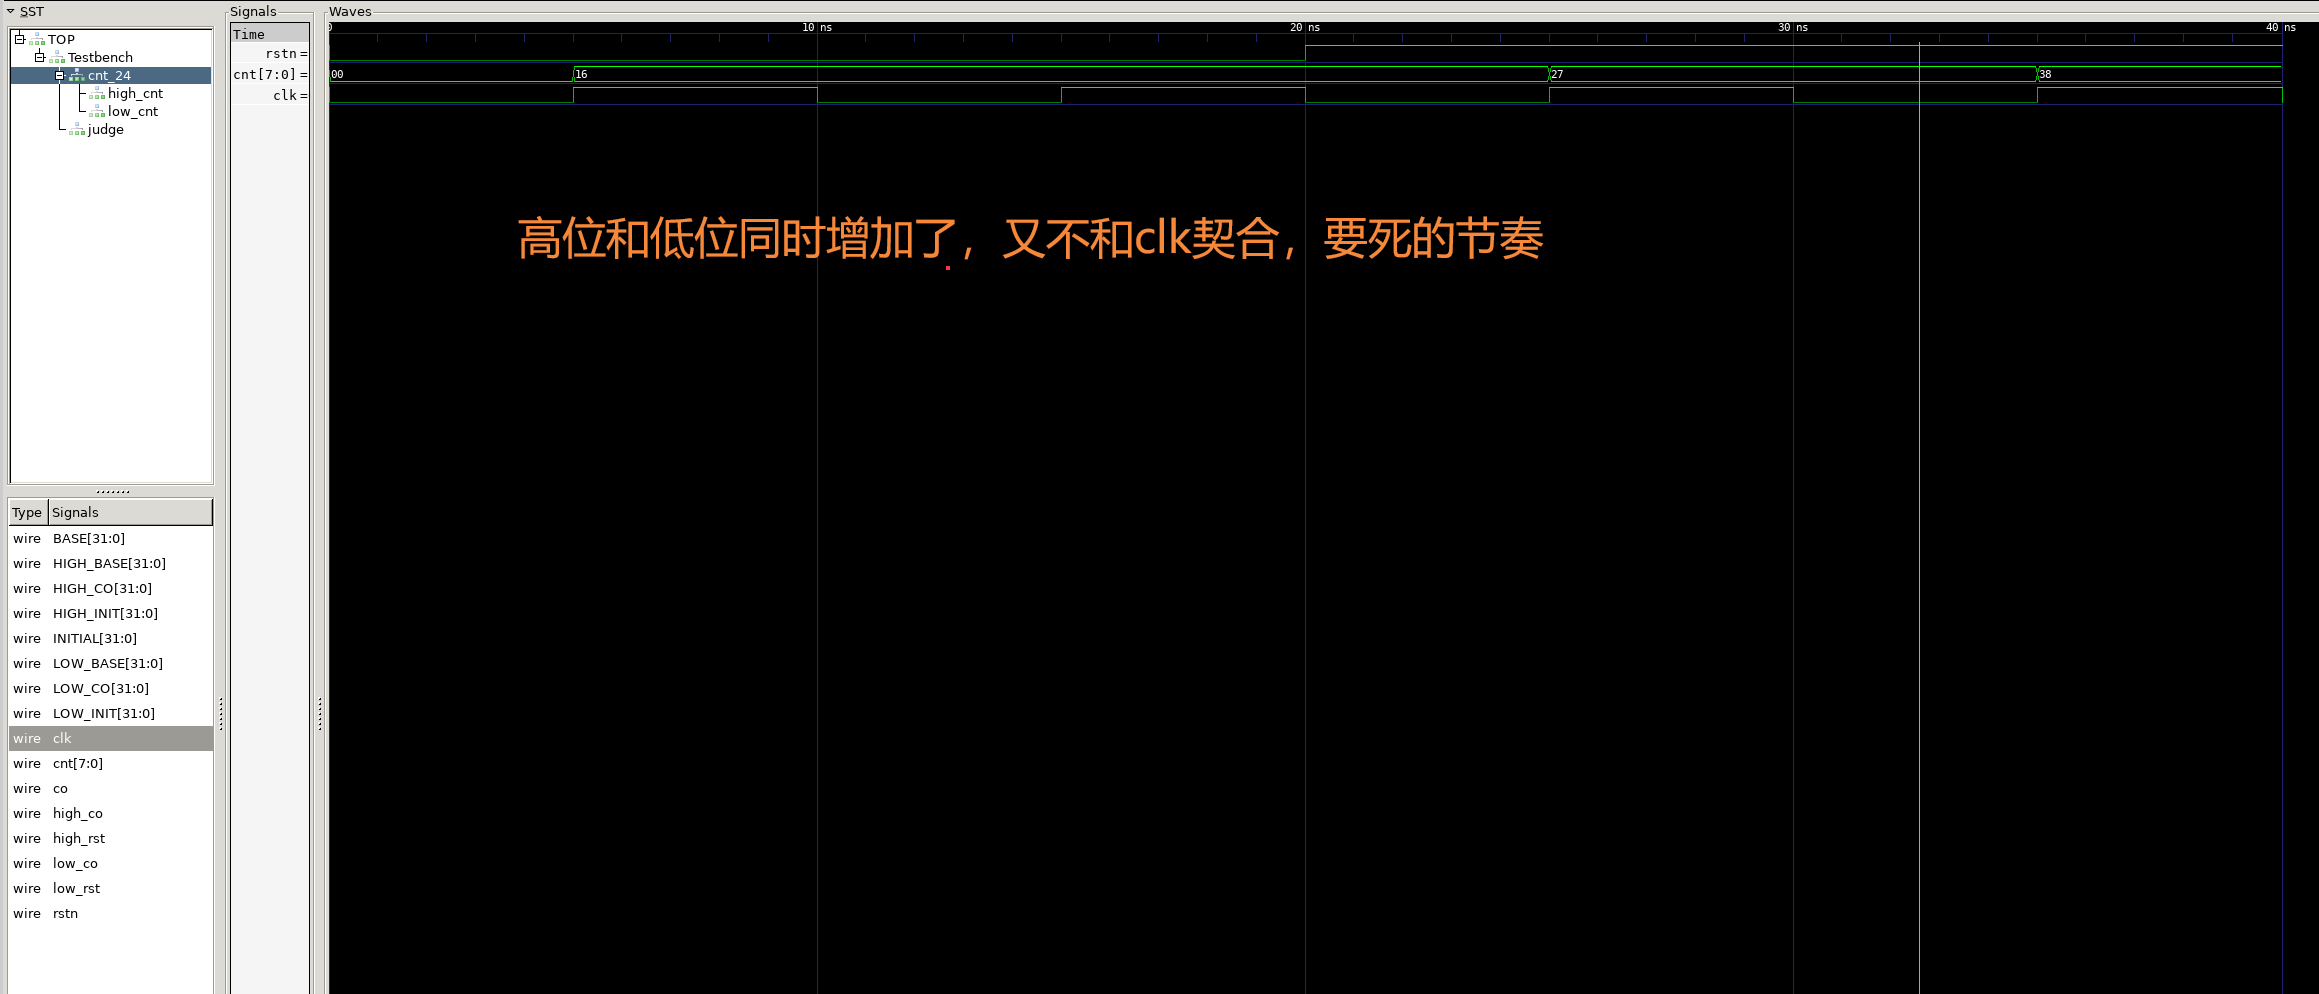 SST
TOP
Testbench
cnt_24
high_cnt
low_cnt
judge
Type Signals
wire BASE[31:0]
wire HIGH_BASE[31:0]
wire HIGH_CO[31:0]
wire HIGH_INIT[31:0]
wire INITIAL[31:0]
wire LOW_BASE[31:0]
wire LOW_CO[31:0]
wire LOW_INIT[31:0]
wire clk
wire cnt[7:0]
wire co
wire high_co
wire high_rst
wire low_co
wire low_rst
wire rstn
Signals
Time
rstn =
cnt[7:0] =
clk =
Waves
0 10 ns 20 ns 30 ns 40 ns
00 16 27 38
高位和低位同时增加了，又不和clk契合，要死的节奏